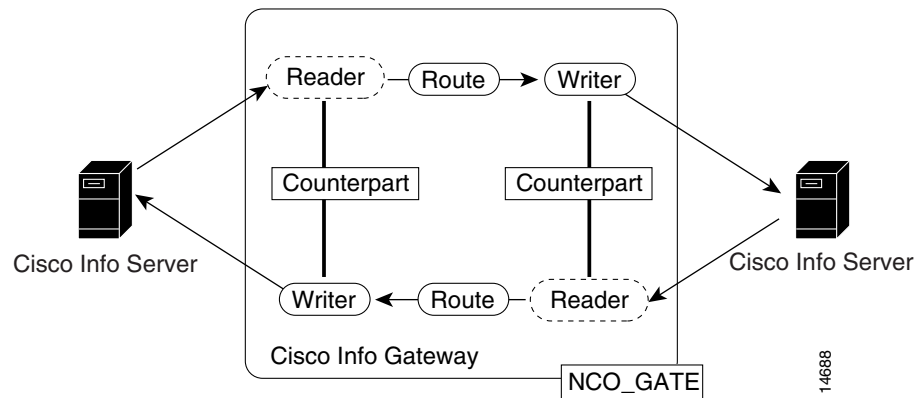 Reader
Route
Writer
Counterpart
Counterpart
Cisco Info Server
Cisco Info Server
Writer
Route
Reader
Cisco Info Gateway
NCO_GATE
14688